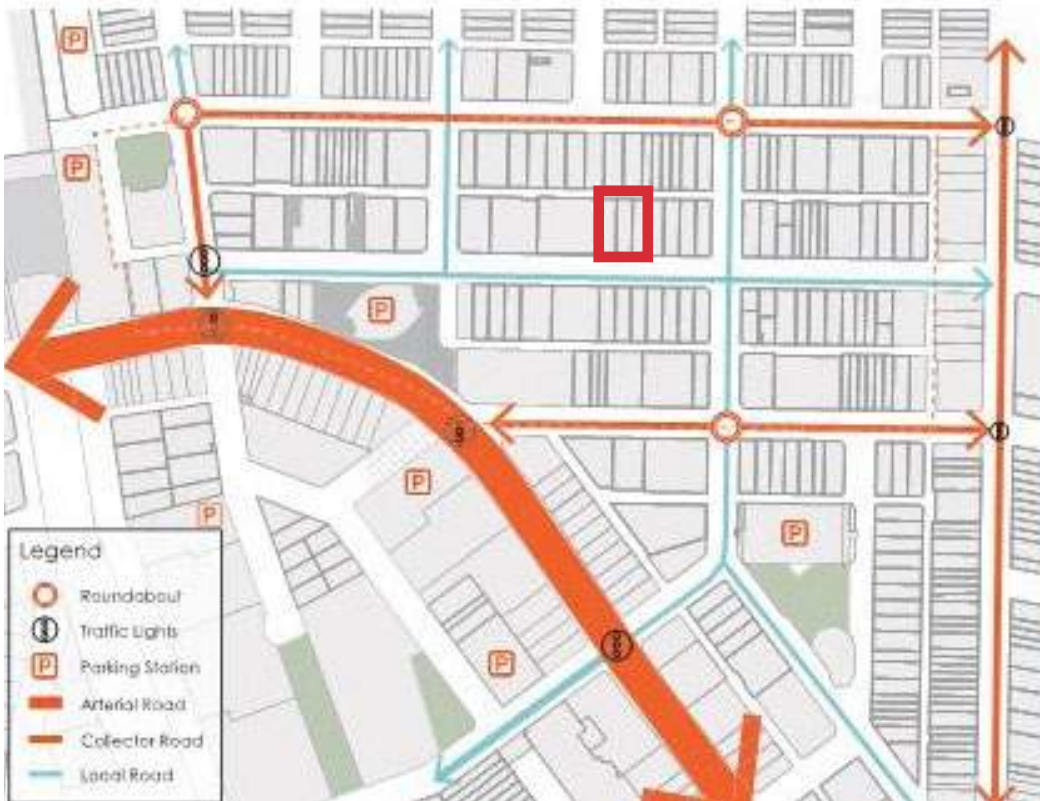 P
P
P
P
P
P
P
Legend
Roundabout
Traffic Lights
P Parking Station
Arterial Road
Collector Road
Local Road